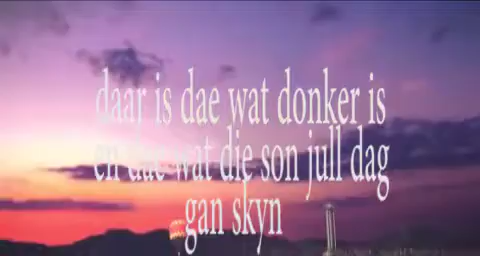 daar is dae wat donker is
en dae wat die son jull dag
gan skyn